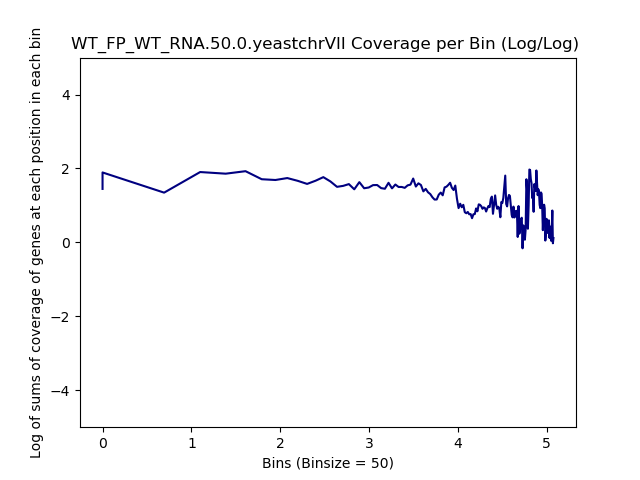 WT_FP_WT_RNA.50.0.yeastchrVII Coverage per Bin (Log/Log)
Log of sums of coverage of genes at each position in each bin
4
2
0
−2
−4
0 1 2 3 4 5
Bins (Binsize = 50)